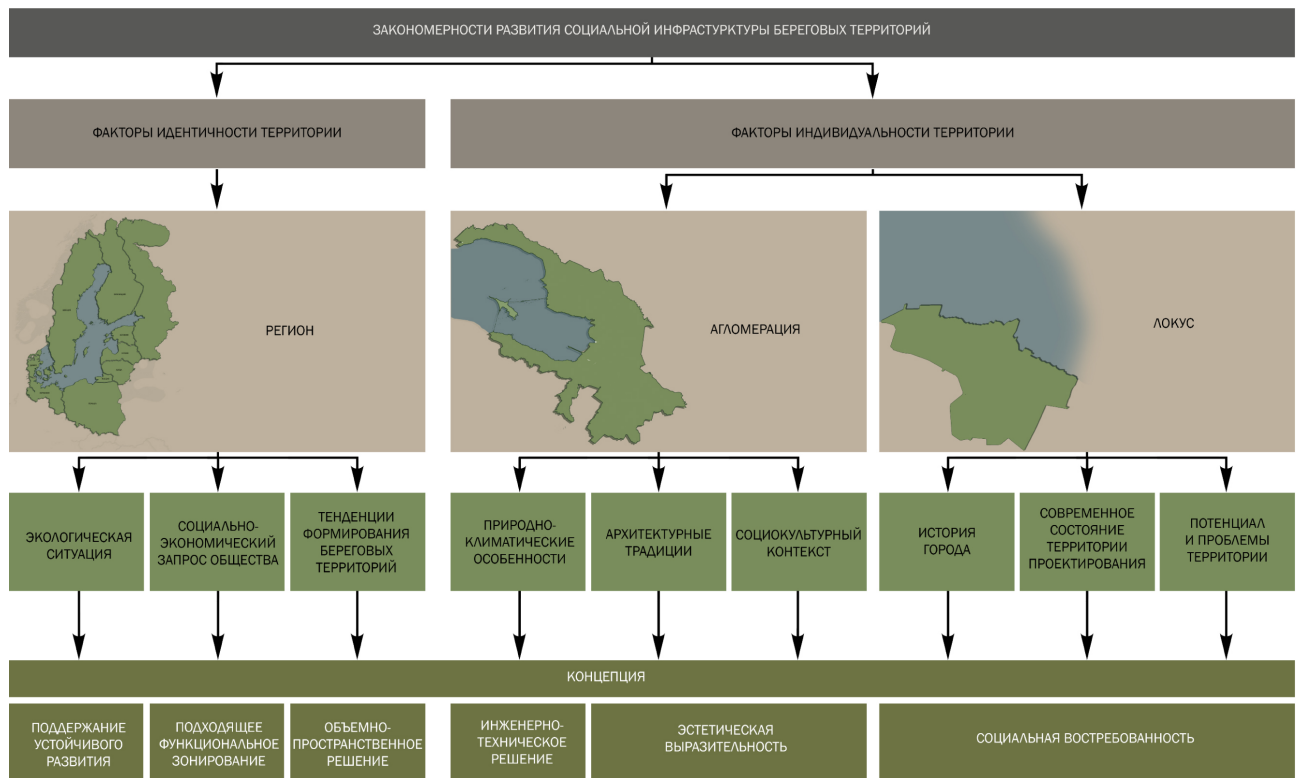 ЗАКОНОМЕРНОСТИ РАЗВИТИЯ СОЦИАЛЬНОЙ ИНФРАСТУРКТУРЫ БЕРЕГОВЫХ ТЕРРИТОРИЙ
ФАКТОРЫ ИДЕНТИЧНОСТИ ТЕРРИТОРИИ
ФАКТОРЫ ИНДИВИДУАЛЬНОСТИ ТЕРРИТОРИИ
РЕГИОН
АГЛОМЕРАЦИЯ
ЛОКУС
ЭКОЛОГИЧЕСКАЯ
СИТУАЦИЯ
СОЦИАЛЬНО-
ЭКОНОМИЧЕСКИЙ
ЗАПРОС ОБЩЕСТВА
ТЕНДЕНЦИИ
ФОРМИРОВАНИЯ
БЕРЕГОВЫХ
ТЕРРИТОРИЙ
ПРИРОДНО-
КЛИМАТИЧЕСКИЕ
ОСОБЕННОСТИ
АРХИТЕКТУРНЫЕ
ТРАДИЦИИ
СОЦИОКУЛЬТУРНЫЙ
КОНТЕКСТ
ИСТОРИЯ
ГОРОДА
СОВРЕМЕННОЕ
СОСТОЯНИЕ
ТЕРРИТОРИИ
ПРОЕКТИРОВАНИЯ
ПОТЕНЦИАЛ
И ПРОБЛЕМЫ
ТЕРРИТОРИИ
КОНЦЕПЦИЯ
ПОДДЕРЖАНИЕ
УСТОЙЧИВОГО
РАЗВИТИЯ
ПОДХОДЯЩЕЕ
ФУНКЦИОНАЛЬНОЕ
ЗОНИРОВАНИЕ
ОБЪЕМНО-
ПРОСТРАНСТВЕННОЕ
РЕШЕНИЕ
ИНЖЕНЕРНО-
ТЕХНИЧЕСКОЕ
РЕШЕНИЕ
ЭСТЕТИЧЕСКАЯ
ВЫРАЗИТЕЛЬНОСТЬ
СОЦИАЛЬНАЯ ВОСТРЕБОВАННОСТЬ